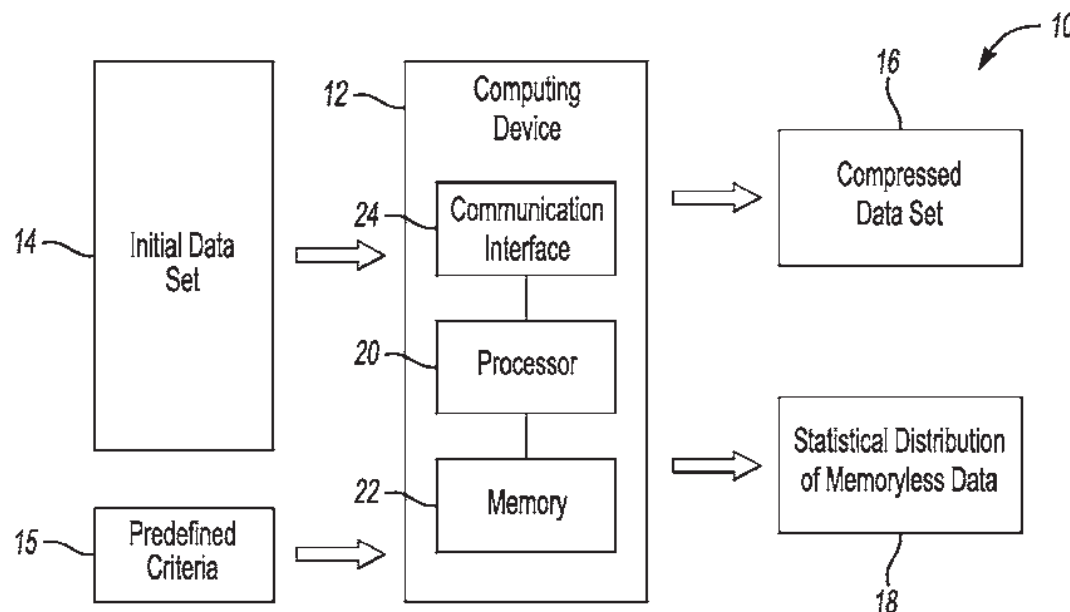 10
14
Initial Data
Set
15
Predefined
Criteria
12
Computing
Device
24
Communication
Interface
20
Processor
22
Memory
16
Compressed
Data Set
Statistical Distribution
of Memoryless Data
18